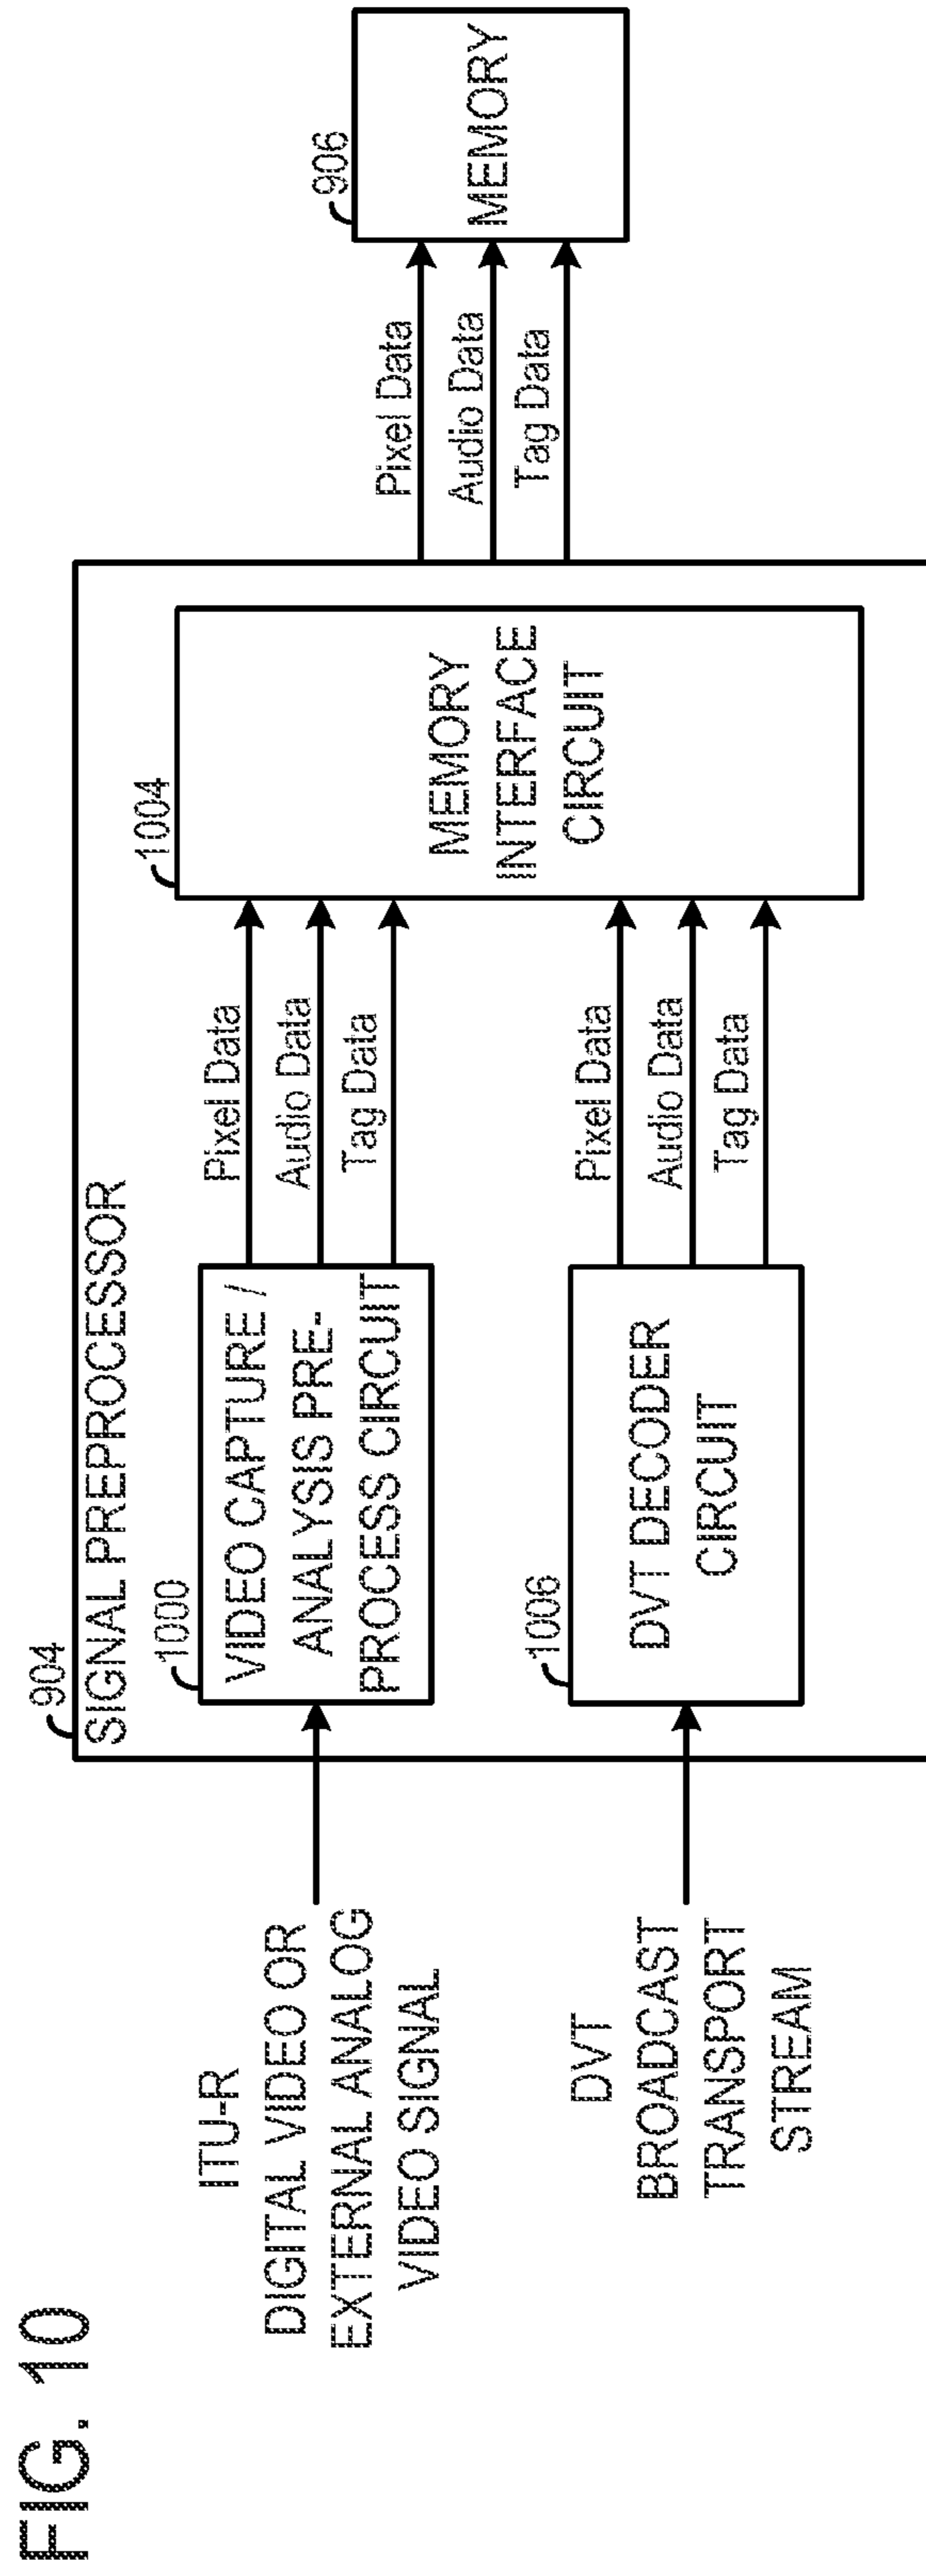 FIG. 10
904
SIGNAL PREPROCESSOR
ITU-R
DIGITAL VIDEO OR
EXTERNAL ANALOG
VIDEO SIGNAL
1000
VIDEO CAPTURE /
ANALYSIS PRE-
PROCESS CIRCUIT
Pixel Data
Audio Data
Tag Data
DVT
BROADCAST
TRANSPORT
STREAM
1006
DVT DECODER
CIRCUIT
Pixel Data
Audio Data
Tag Data
1004
MEMORY
INTERFACE
CIRCUIT
Pixel Data
Audio Data
Tag Data
906
MEMORY